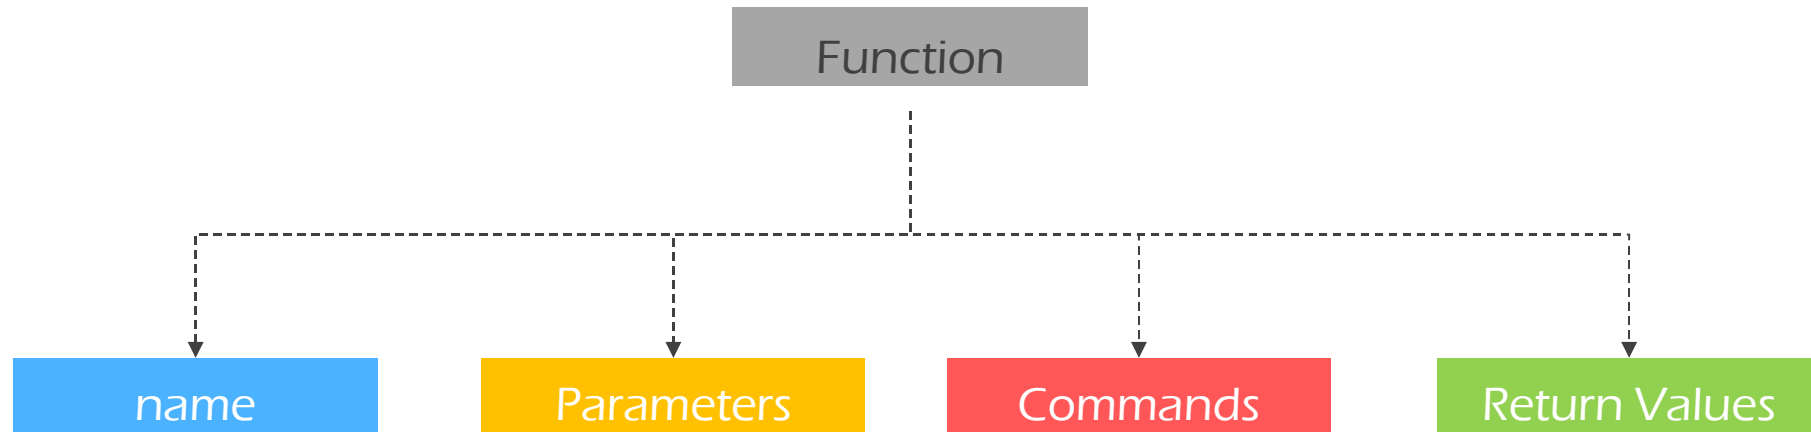 Function
name
Parameters
Commands
Return Values